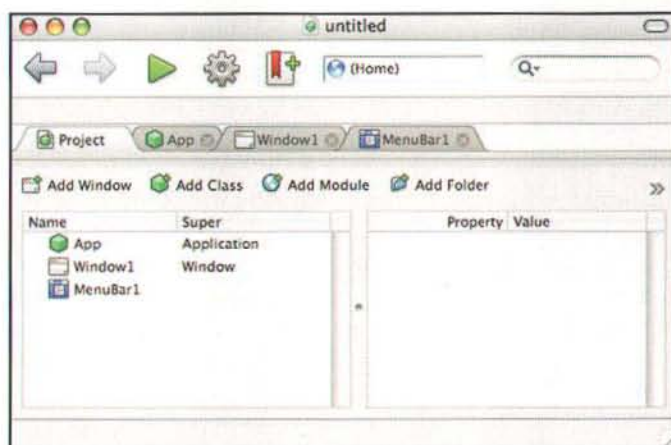 untitled
(Home)
Project App Window1 MenuBar1
Add Window Add Class Add Module Add Folder
Name Super Property Value
App Application
Window1 Window
MenuBar1